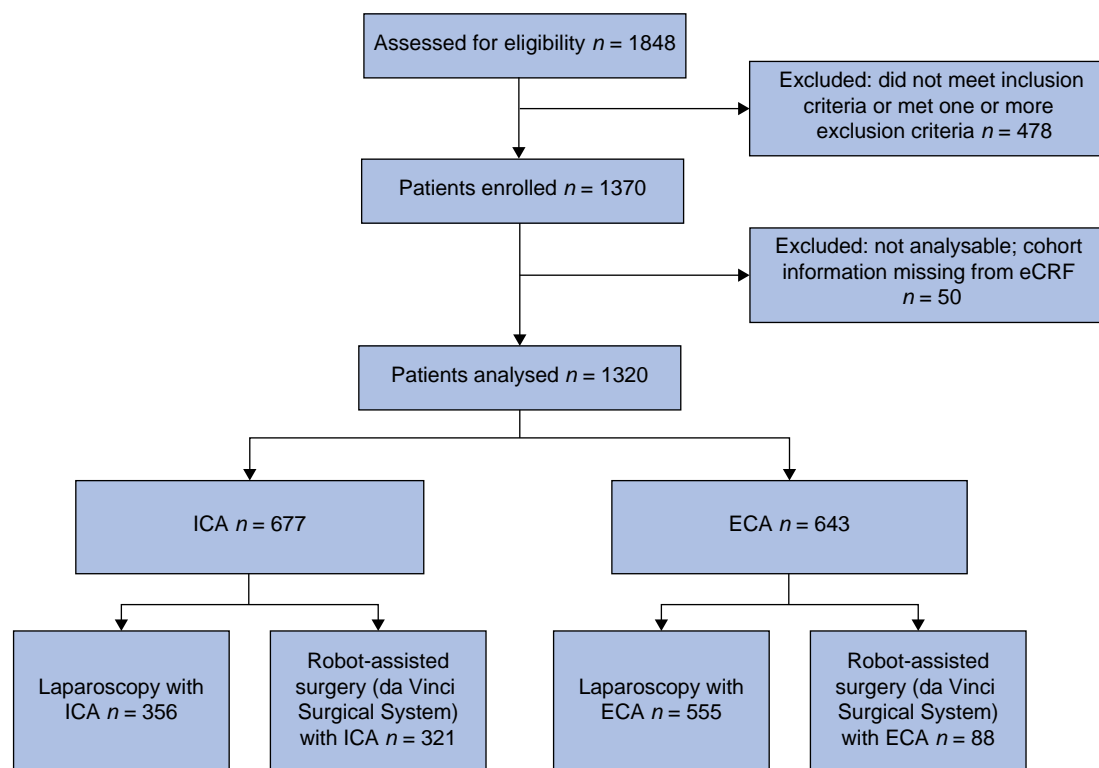 Assessed for eligibility n = 1848
Excluded: did not meet inclusion
criteria or met one or more
exclusion criteria n = 478
Patients enrolled n = 1370
Excluded: not analysable; cohort
information missing from eCRF
n = 50
Patients analysed n = 1320
ICA n = 677
ECA n = 643
Laparoscopy with
ICA n = 356
Robot-assisted
surgery (da Vinci
Surgical System)
with ICA n = 321
Laparoscopy with
ECA n = 555
Robot-assisted
surgery (da Vinci
Surgical System)
with ECA n = 88